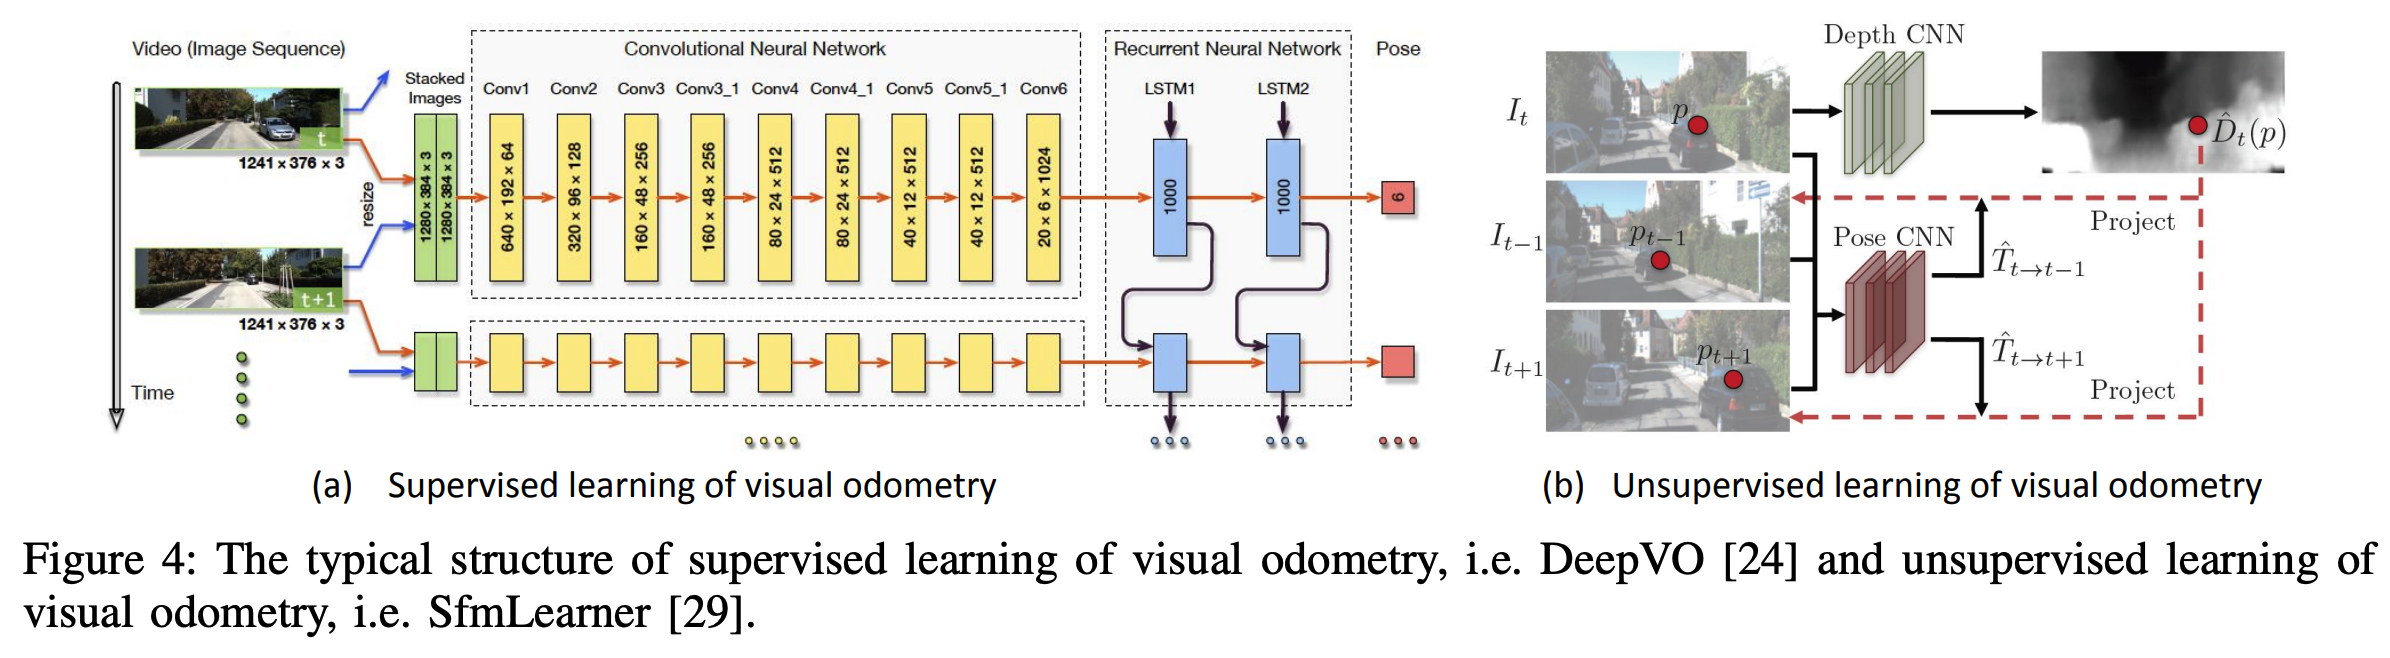 Video (Image Sequence)
t
1241 × 376 × 3
resize
t+1
1241 × 376 × 3
Time
Stacked
Images
1280× 384 × 3
1280× 384 × 3
Convolutional Neural Network
Conv1
Conv2
Conv3
Conv3_1
Conv4
Conv4_1
Conv5
Conv5_1
Conv6
640 × 192 × 64
320 × 96 × 128
160 × 48 × 256
160 × 48 × 256
80 × 24 × 512
80 × 24 × 512
40 × 12 × 512
40 × 12 × 512
20 × 6 × 1024
Recurrent Neural Network
LSTM1
LSTM2
1000
1000
Pose
6
(a) Supervised learning of visual odometry
I_t
p
I_{t−1}
p_{t−1}
I_{t+1}
p_{t+1}
Depth CNN
D̂_t(p)
Project
Pose CNN
T̂_{t→t−1}
T̂_{t→t+1}
Project
(b) Unsupervised learning of visual odometry
Figure 4: The typical structure of supervised learning of visual odometry, i.e. DeepVO [24] and unsupervised learning of
visual odometry, i.e. SfmLearner [29].